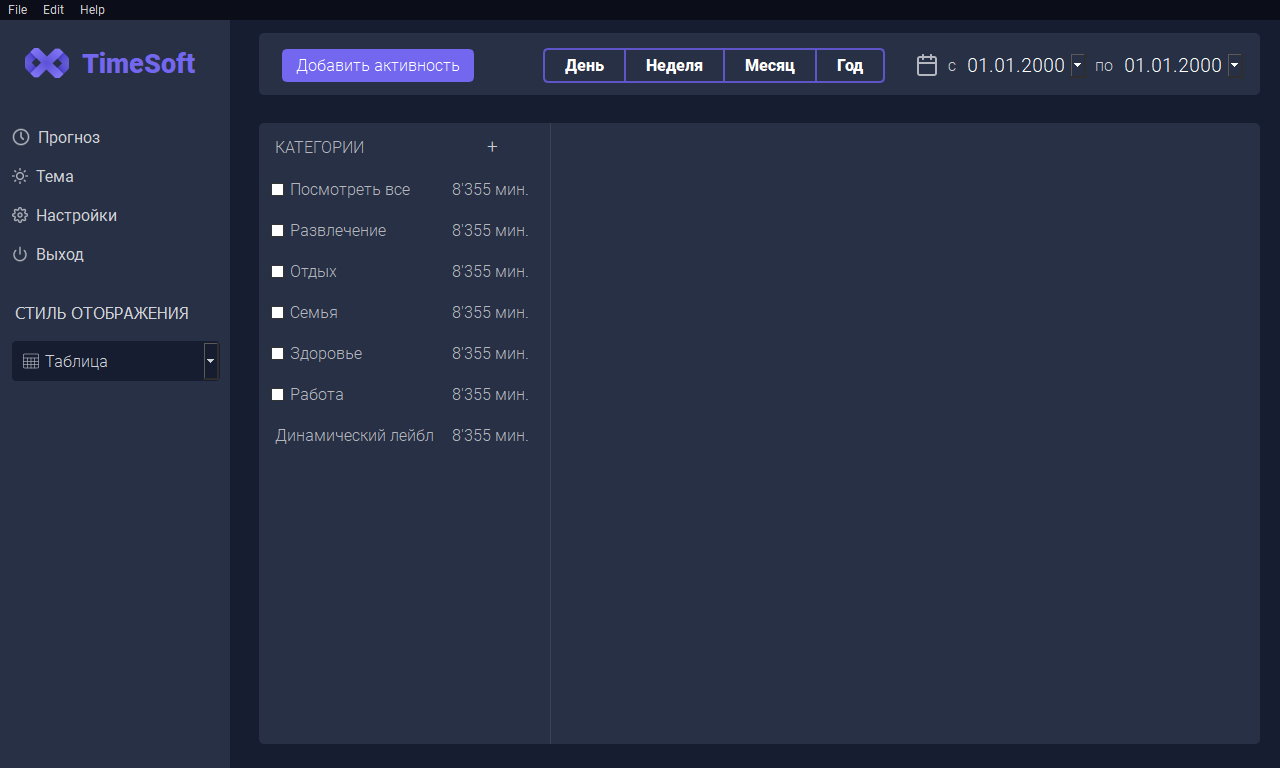 File Edit Help
TimeSoft
Прогноз
Тема
Настройки
Выход
СТИЛЬ ОТОБРАЖЕНИЯ
Таблица
Добавить активность
День Неделя Месяц Год
с 01.01.2000 по 01.01.2000
КАТЕГОРИИ +
Посмотреть все 8'355 мин.
Развлечение 8'355 мин.
Отдых 8'355 мин.
Семья 8'355 мин.
Здоровье 8'355 мин.
Работа 8'355 мин.
Динамический лейбл 8'355 мин.